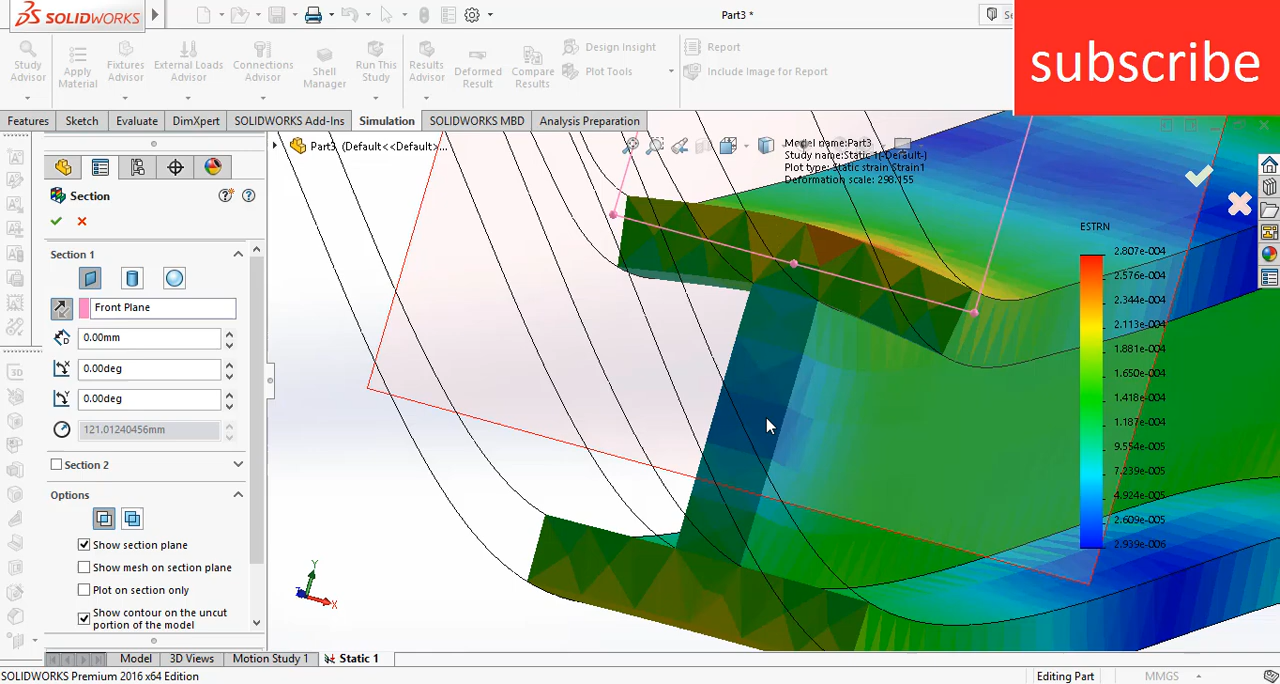 SOLIDWORKS
Part3 *
Se
subscribe
Study Advisor
Apply Material
Fixtures Advisor
External Loads Advisor
Connections Advisor
Shell Manager
Run This Study
Results Advisor
Deformed Result
Compare Results
Design Insight
Plot Tools
Report
Include Image for Report
Features
Sketch
Evaluate
DimXpert
SOLIDWORKS Add-Ins
Simulation
SOLIDWORKS MBD
Analysis Preparation
Part3 (Default<<Default>...
Model name:Part3
Study name:Static 1(-Default-)
Plot type: Static strain Strain1
Deformation scale: 298.155
Section
Section 1
Front Plane
0.00mm
0.00deg
0.00deg
121.01240456mm
Section 2
Options
Show section plane
Show mesh on section plane
Plot on section only
Show contour on the uncut
portion of the model
ESTRN
2.807e-004
2.576e-004
2.344e-004
2.113e-004
1.881e-004
1.650e-004
1.418e-004
1.187e-004
9.555e-005
7.239e-005
4.924e-005
2.609e-005
2.939e-006
Y
X
Z
Model
3D Views
Motion Study 1
Static 1
SOLIDWORKS Premium 2016 x64 Edition
Editing Part
MMGS